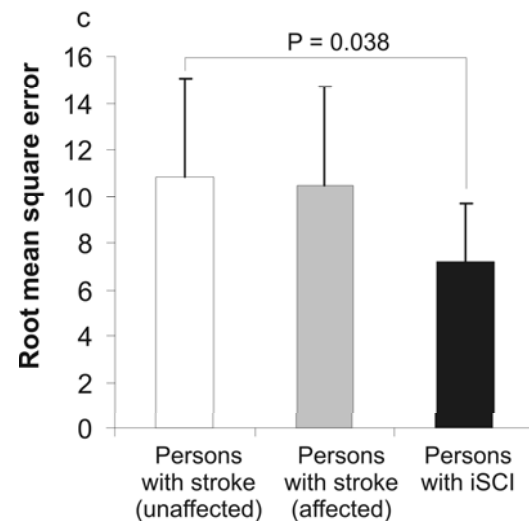 c
P = 0.038
Root mean square error
16
14
12
10
8
6
4
2
0
Persons with stroke (unaffected)
Persons with stroke (affected)
Persons with iSCI